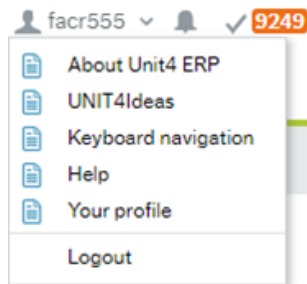 facr555 9249
About Unit4 ERP
UNIT4Ideas
Keyboard navigation
Help
Your profile
Logout